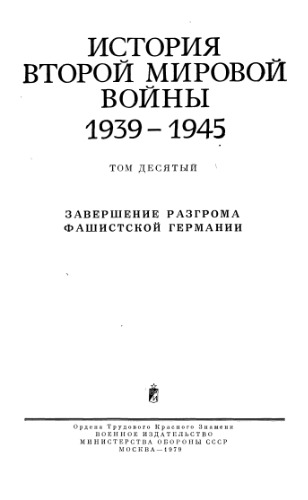 ИСТОРИЯ
ВТОРОЙ МИРОВОЙ
ВОЙНЫ
1939 – 1945
ТОМ ДЕСЯТЫЙ
ЗАВЕРШЕНИЕ РАЗГРОМА
ФАШИСТСКОЙ ГЕРМАНИИ
Ордена Трудового Красного Знамени
ВОЕННОЕ ИЗДАТЕЛЬСТВО
МИНИСТЕРСТВА ОБОРОНЫ СССР
МОСКВА—1979